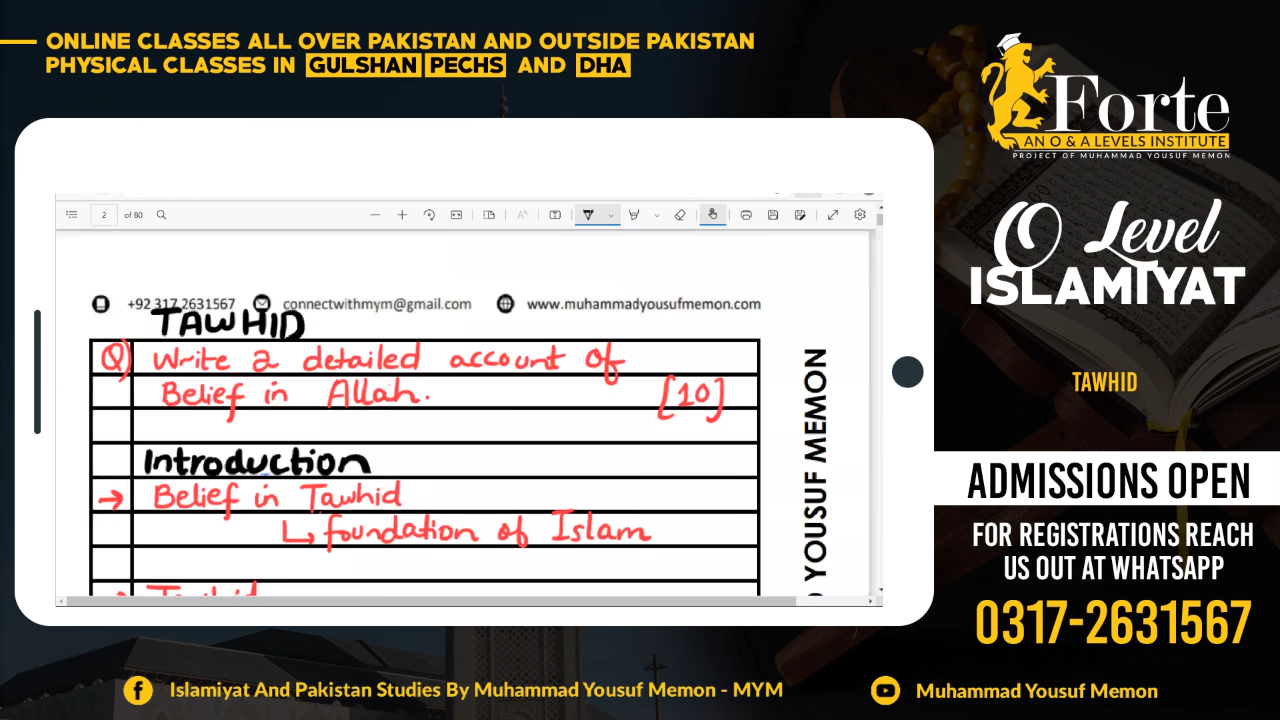 ONLINE CLASSES ALL OVER PAKISTAN AND OUTSIDE PAKISTAN
PHYSICAL CLASSES IN GULSHAN PECHS AND DHA
Forte
AN O & A LEVELS INSTITUTE
PROJECT OF MUHAMMAD YOUSUF MEMON
O Level
ISLAMIYAT
TAWHID
ADMISSIONS OPEN
FOR REGISTRATIONS REACH
US OUT AT WHATSAPP
0317-2631567
2 of 80
+92 317 2631567 connectwithmym@gmail.com www.muhammadyousufmemon.com
TAWHID
Q) Write a detailed account of
Belief in Allah. [10]
Introduction
→ Belief in Tawhid
↳ foundation of Islam
Tawhid
YOUSUF MEMON
Islamiyat And Pakistan Studies By Muhammad Yousuf Memon - MYM
Muhammad Yousuf Memon